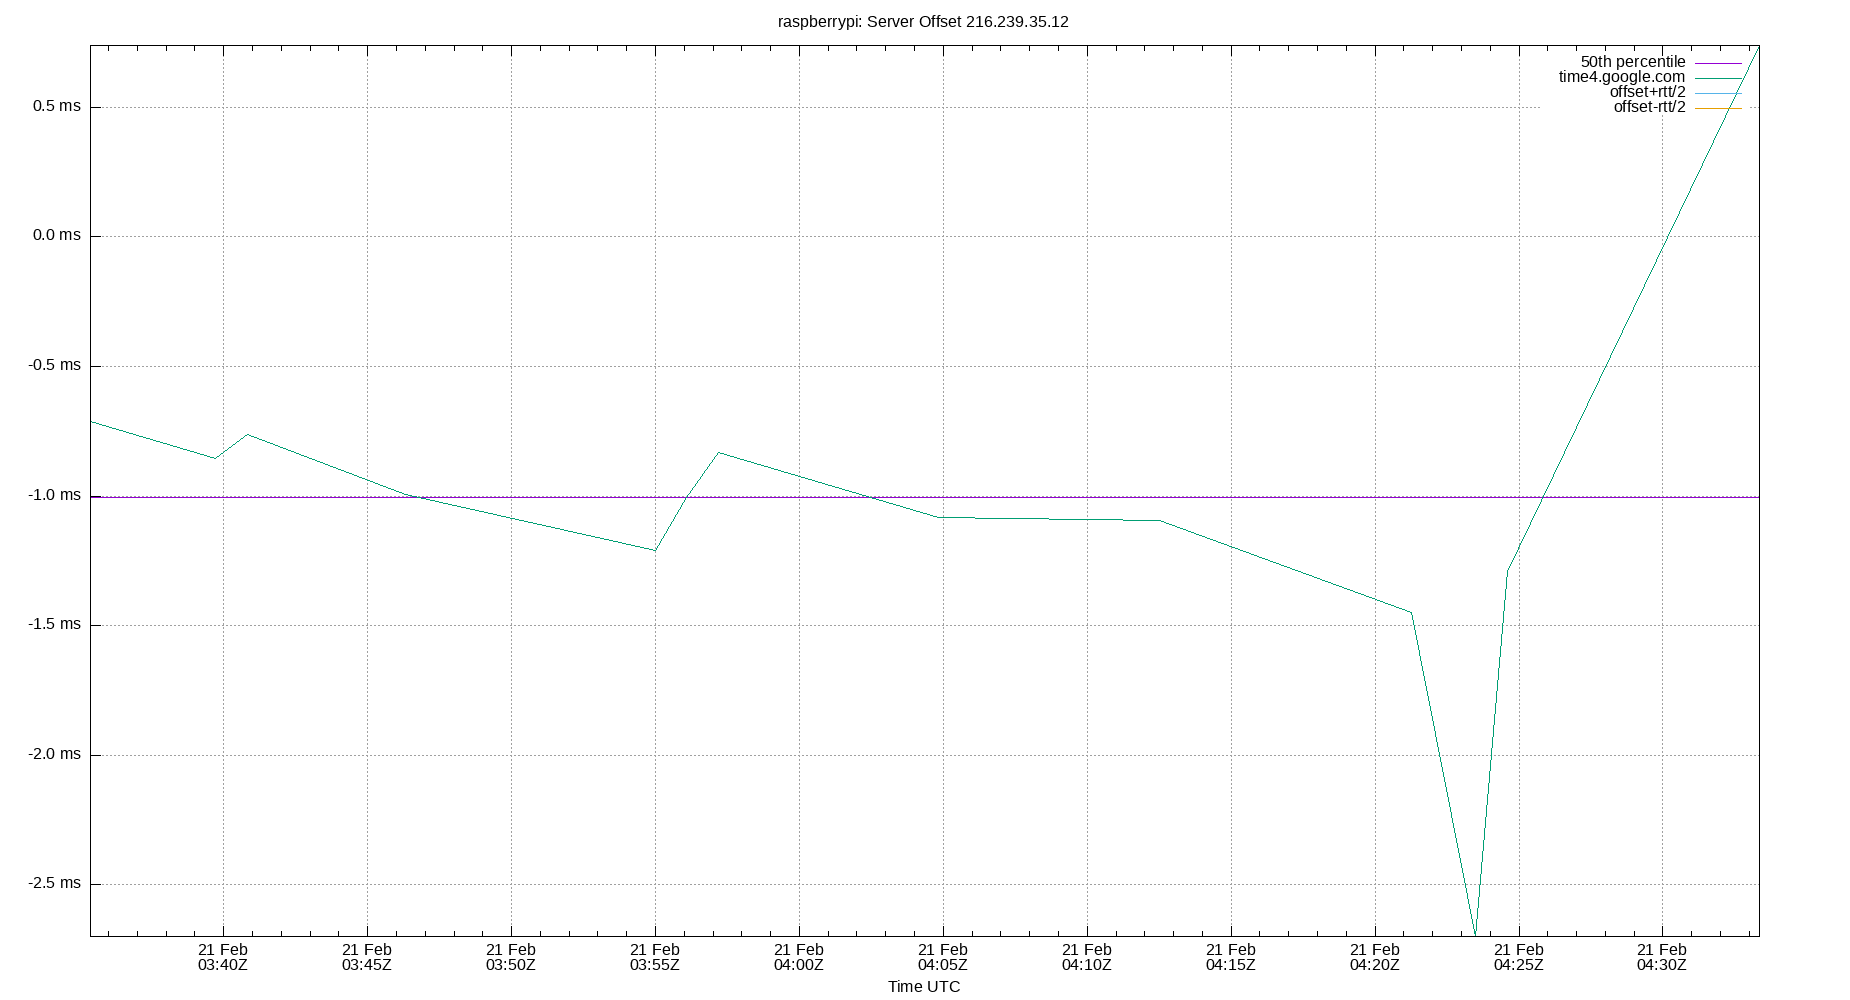 raspberrypi: Server Offset 216.239.35.12
50th percentile
time4.google.com
offset+rtt/2
offset-rtt/2
0.5 ms
0.0 ms
-0.5 ms
-1.0 ms
-1.5 ms
-2.0 ms
-2.5 ms
21 Feb 21 Feb 21 Feb 21 Feb 21 Feb 21 Feb 21 Feb 21 Feb 21 Feb 21 Feb 21 Feb
03:40Z 03:45Z 03:50Z 03:55Z 04:00Z 04:05Z 04:10Z 04:15Z 04:20Z 04:25Z 04:30Z
Time UTC